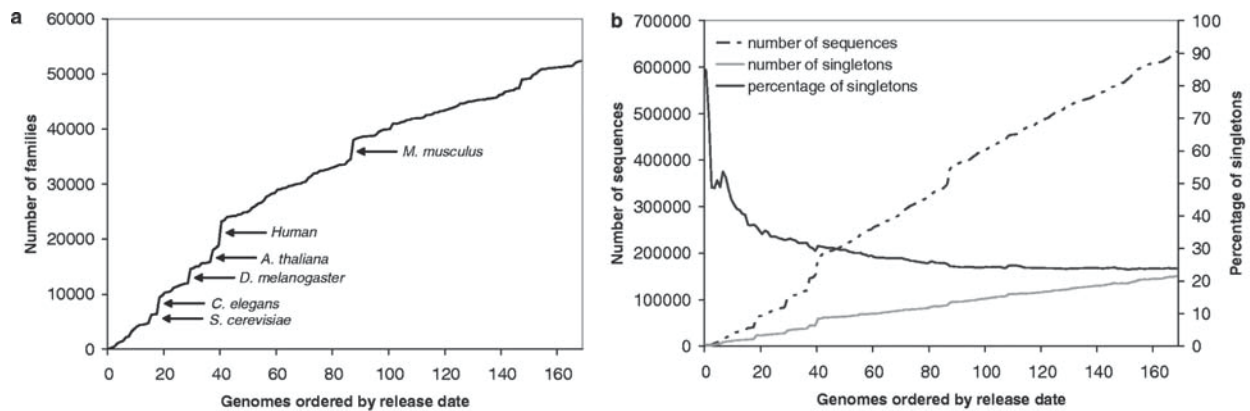 a
60000
50000
40000
30000
20000
10000
0
Number of families
M. musculus
Human
A. thaliana
D. melanogaster
C. elegans
S. cerevisiae
0 20 40 60 80 100 120 140 160
Genomes ordered by release date
b
700000
600000
500000
400000
300000
200000
100000
0
Number of sequences
number of sequences
number of singletons
percentage of singletons
100
90
80
70
60
50
40
30
20
10
0
Percentage of singletons
0 20 40 60 80 100 120 140 160
Genomes ordered by release date